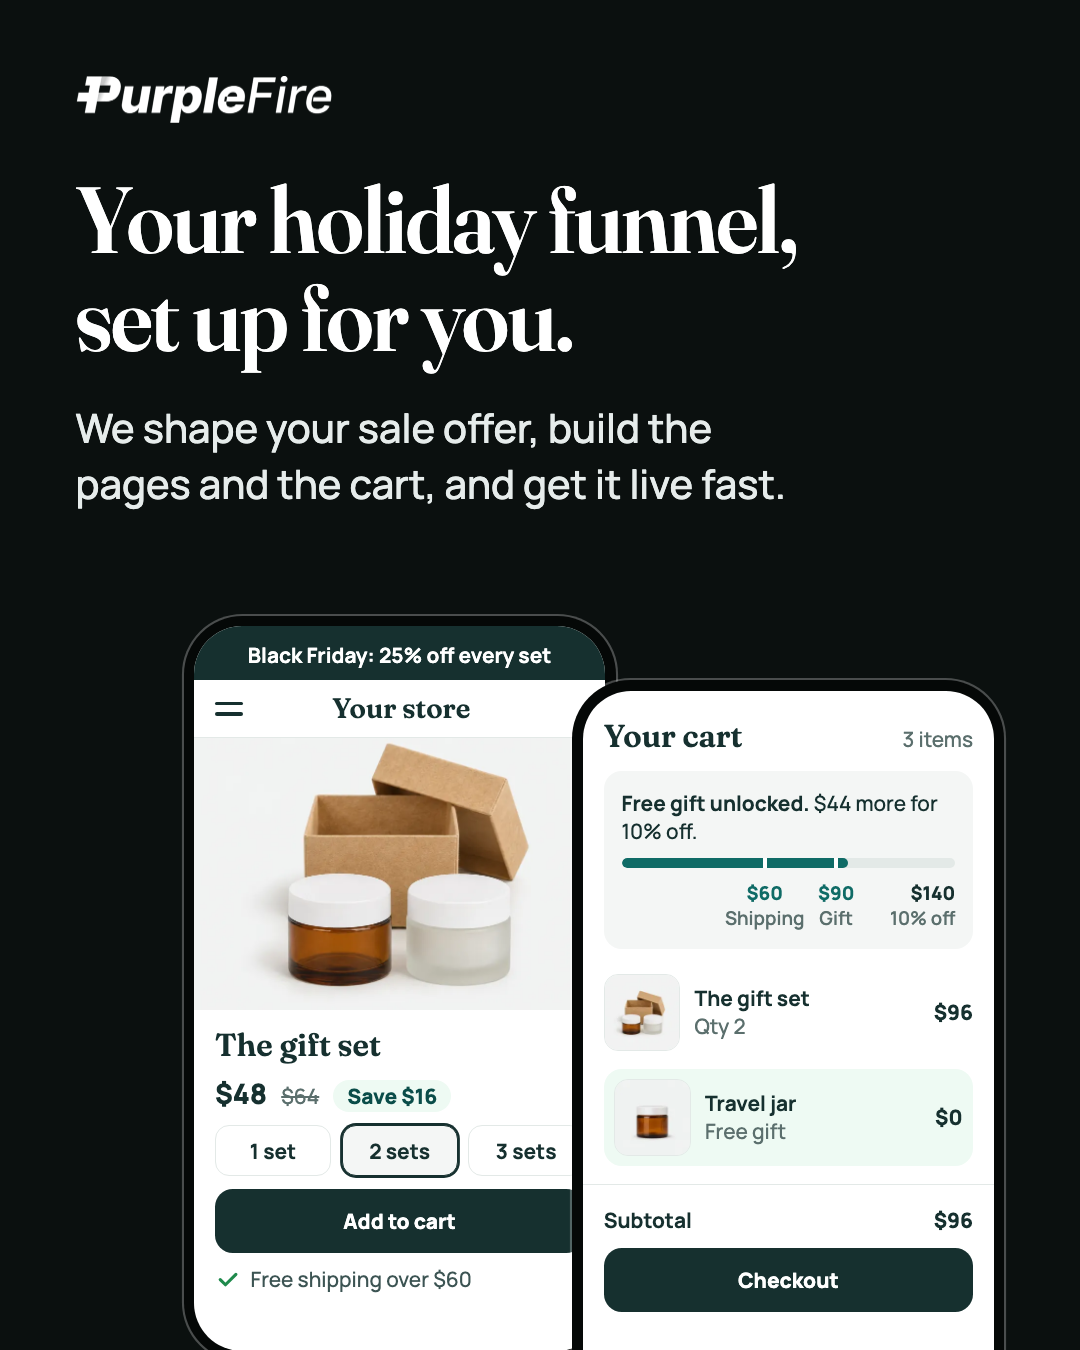 PurpleFire
Your holiday funnel,
set up for you.
We shape your sale offer, build the
pages and the cart, and get it live fast.
Black Friday: 25% off every set
Your store
The gift set
$48 $64 Save $16
1 set 2 sets 3 sets
Add to cart
Free shipping over $60
Your cart 3 items
Free gift unlocked. $44 more for
10% off.
$60 $90 $140
Shipping Gift 10% off
The gift set
Qty 2
$96
Travel jar
Free gift
$0
Subtotal $96
Checkout